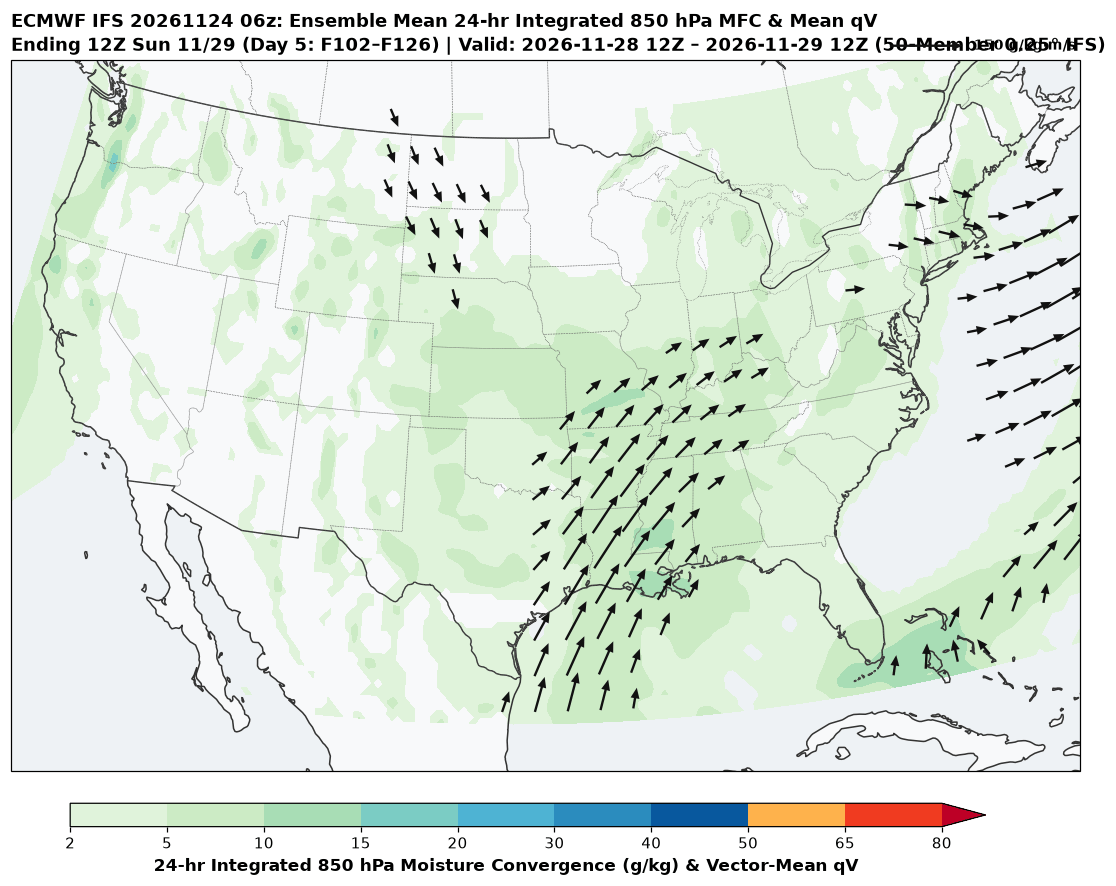 ECMWF IFS 20261124 06z: Ensemble Mean 24-hr Integrated 850 hPa MFC & Mean qV
Ending 12Z Sun 11/29 (Day 5: F102–F126) | Valid: 2026-11-28 12Z – 2026-11-29 12Z (50-Member 0.25° IFS)
150 g/kg m/s
2 5 10 15 20 30 40 50 65 80
24-hr Integrated 850 hPa Moisture Convergence (g/kg) & Vector-Mean qV